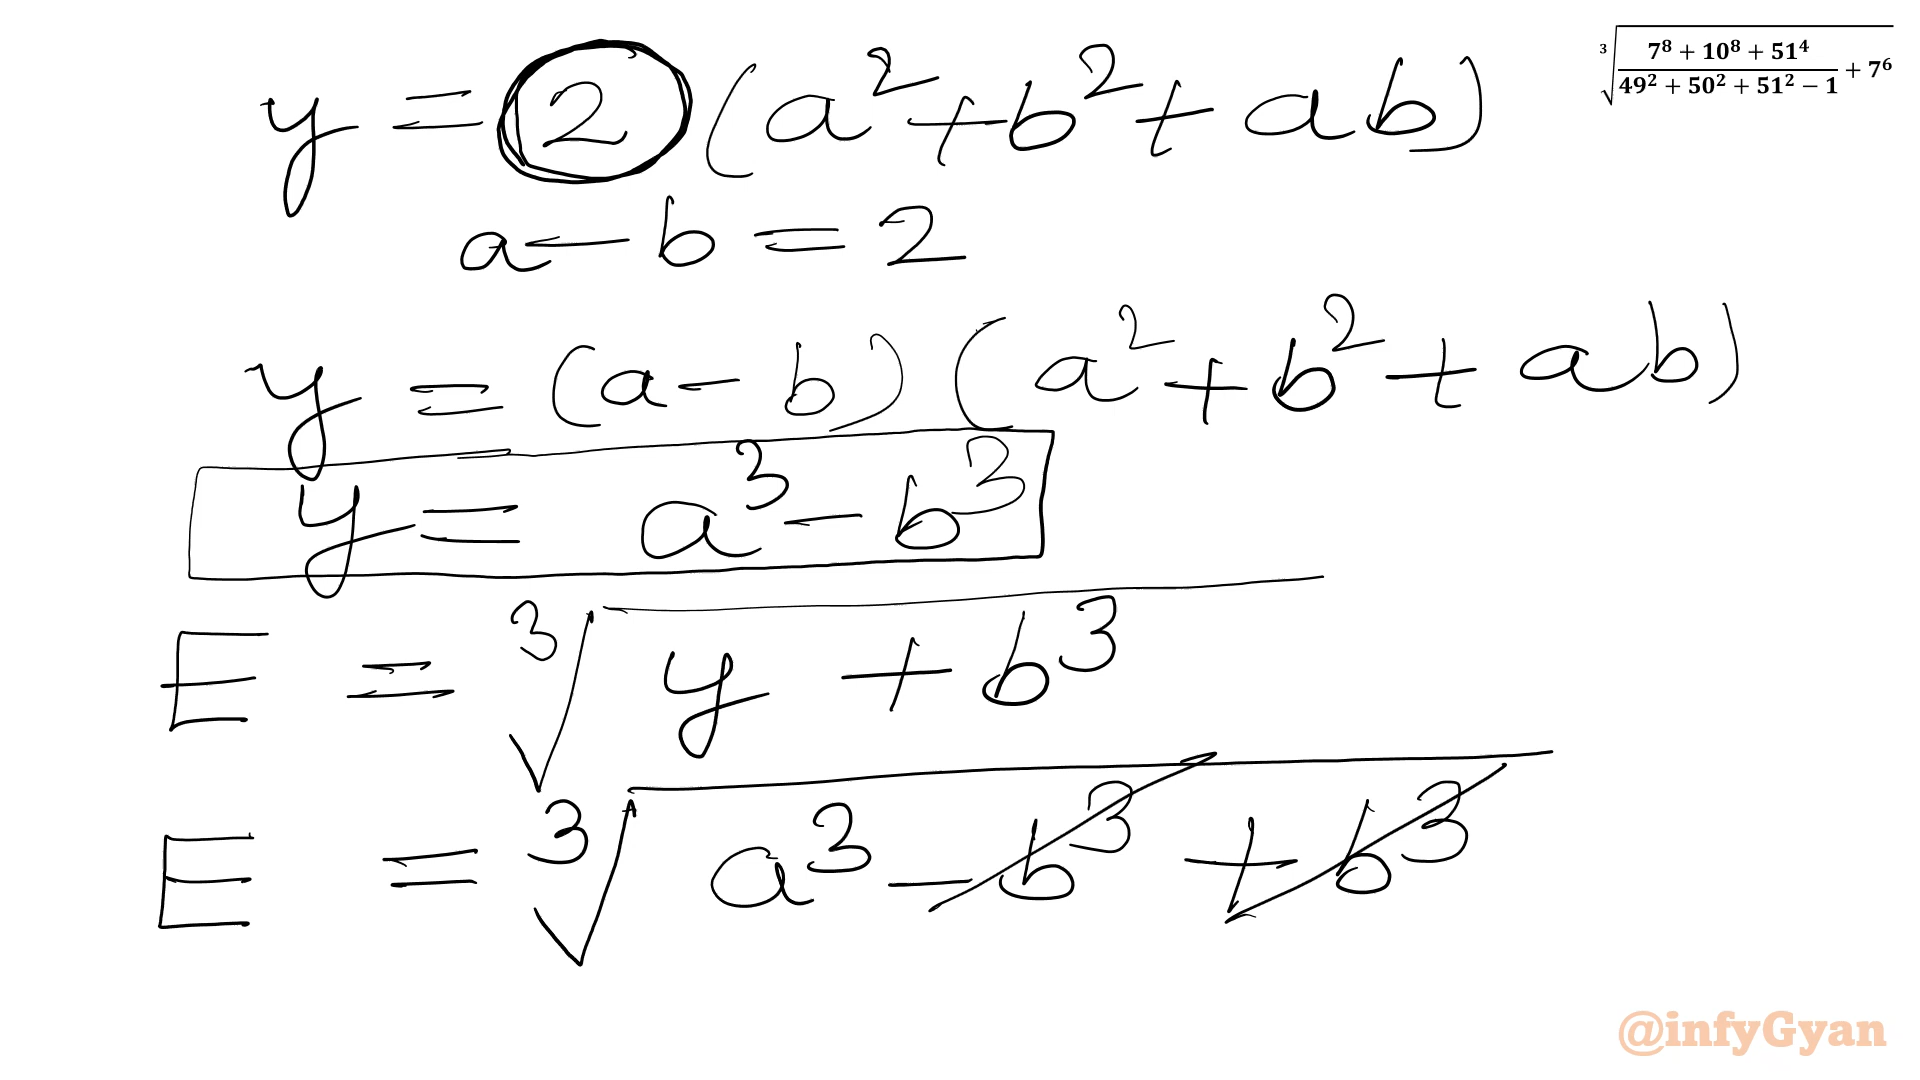 y = 2 (a² + b² + ab)
∛((7⁸ + 10⁸ + 51⁴)/(49² + 50² + 51² − 1) + 7⁶)
a − b = 2
y = (a − b) (a² + b² + ab)
y = a³ − b³
E = ∛(y + b³)
E = ∛(a³ − b³ + b³)
@infyGyan